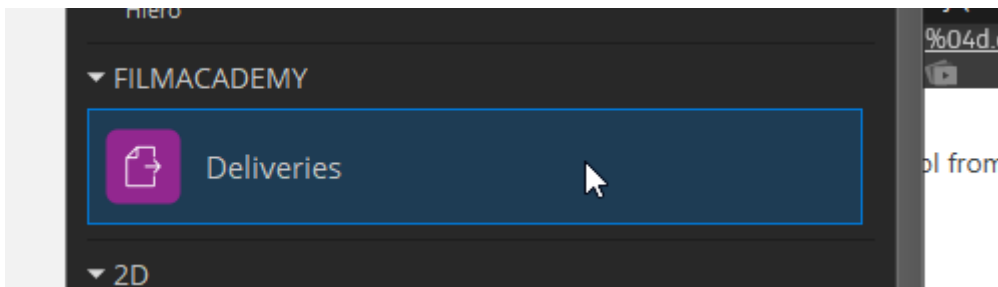 Hiero
%04d.
FILMACADEMY
Deliveries
ol from
2D